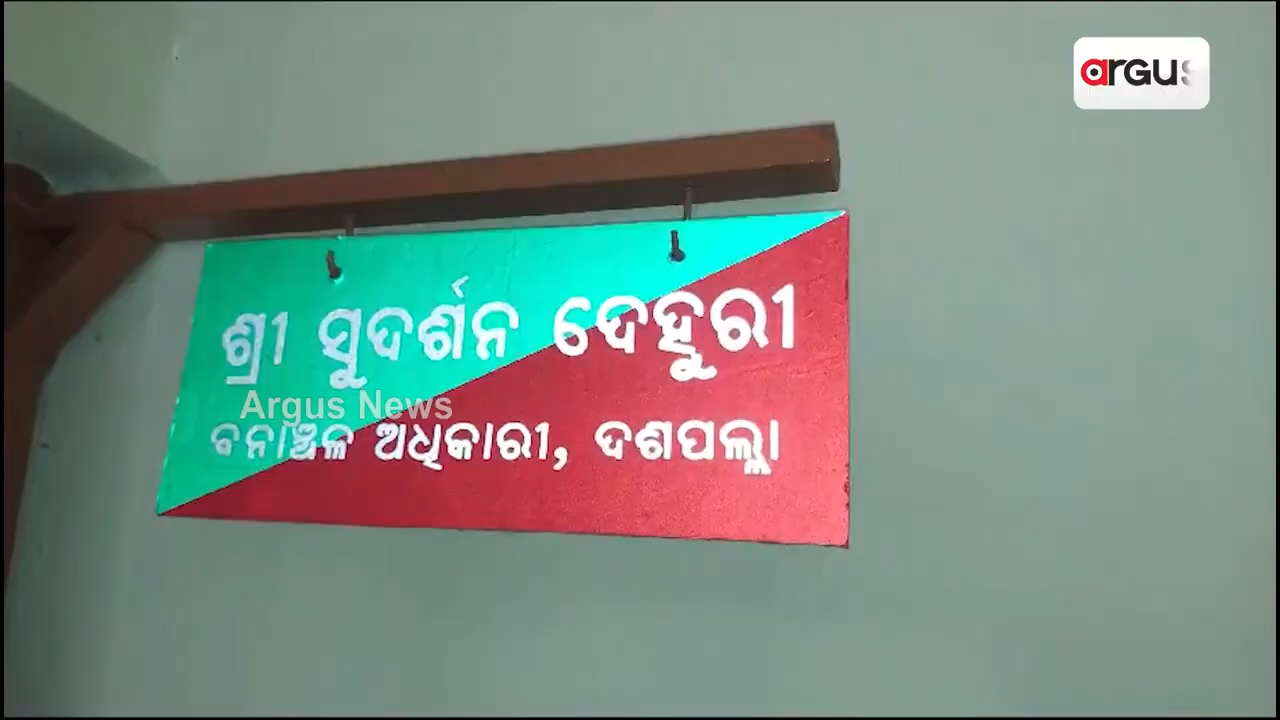 ARGUS
ଶ୍ରୀ ସୁଦର୍ଶନ ଦେହୁରୀ
Argus News
ବନାଞ୍ଚଳ ଅଧିକାରୀ, ଦଶପଲ୍ଲା